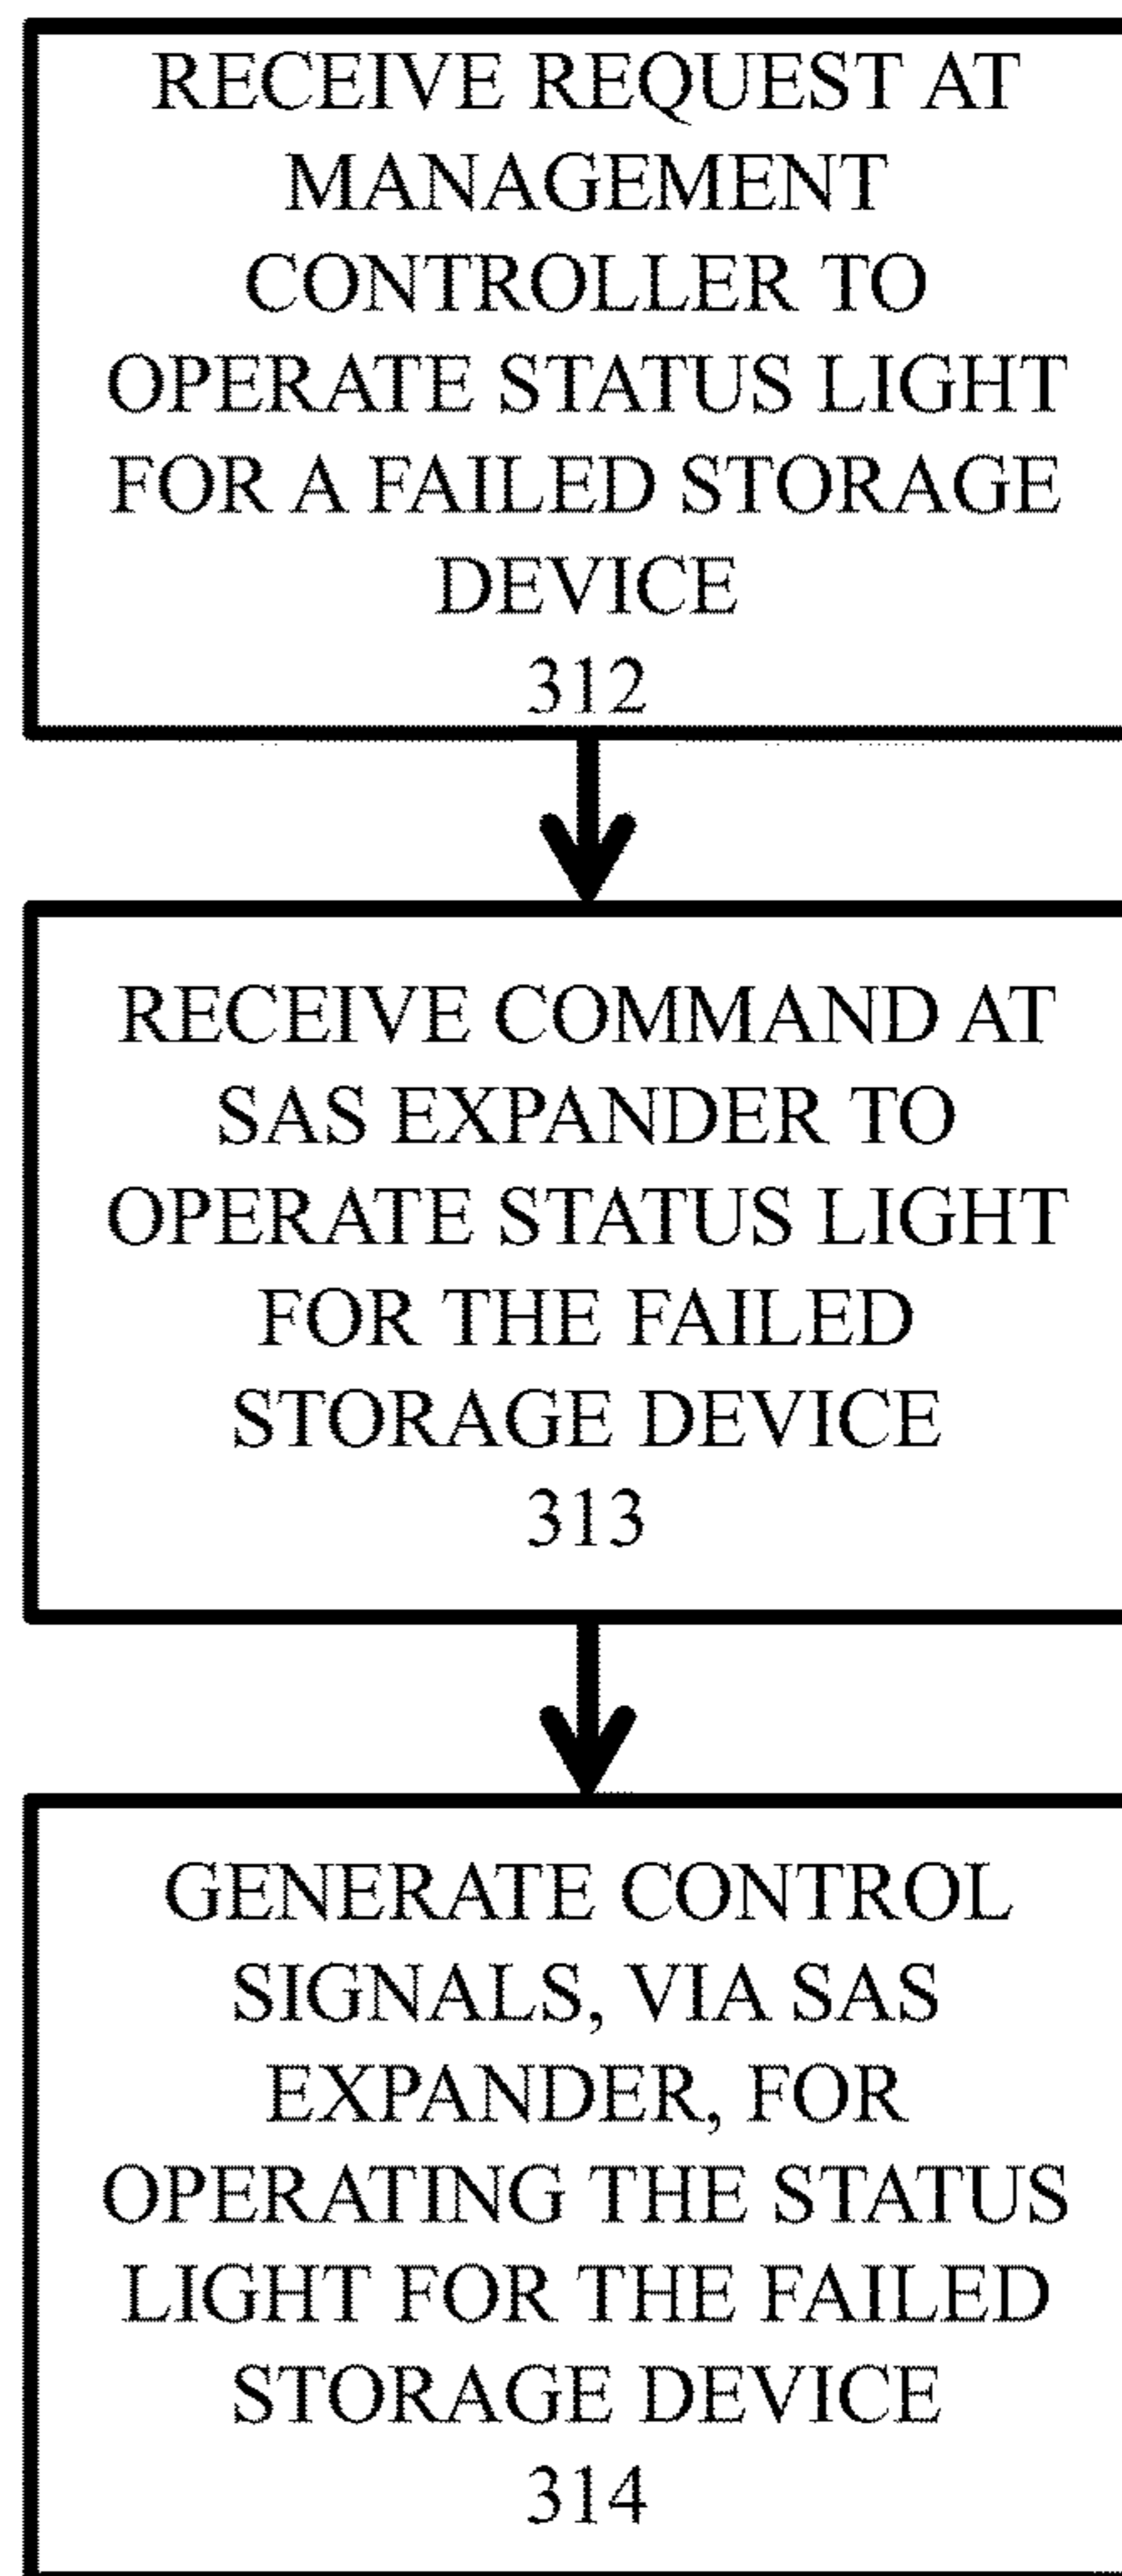 RECEIVE REQUEST AT
MANAGEMENT
CONTROLLER TO
OPERATE STATUS LIGHT
FOR A FAILED STORAGE
DEVICE
312
RECEIVE COMMAND AT
SAS EXPANDER TO
OPERATE STATUS LIGHT
FOR THE FAILED
STORAGE DEVICE
313
GENERATE CONTROL
SIGNALS, VIA SAS
EXPANDER, FOR
OPERATING THE STATUS
LIGHT FOR THE FAILED
STORAGE DEVICE
314